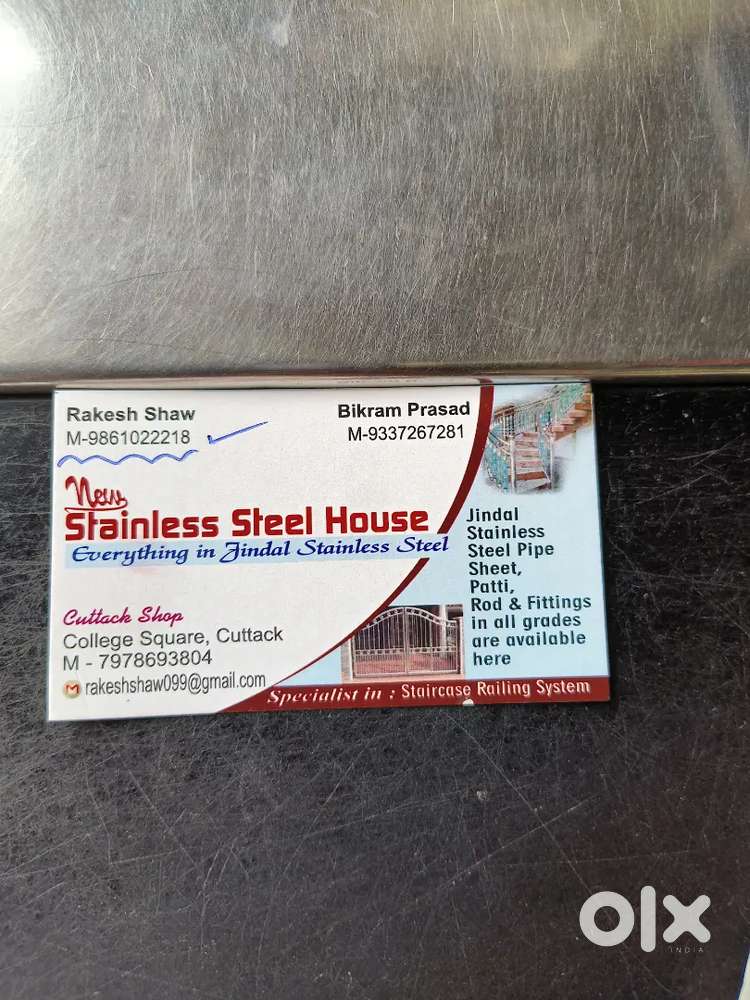 Rakesh Shaw
M-9861022218
Bikram Prasad
M-9337267281
New
Stainless Steel House
Everything in Jindal Stainless Steel
Cuttack Shop
College Square, Cuttack
M - 7978693804
rakeshshaw099@gmail.com
Jindal
Stainless
Steel Pipe
Sheet,
Patti,
Rod & Fittings
in all grades
are available
here
Specialist in : Staircase Railing System
olx
INDIA